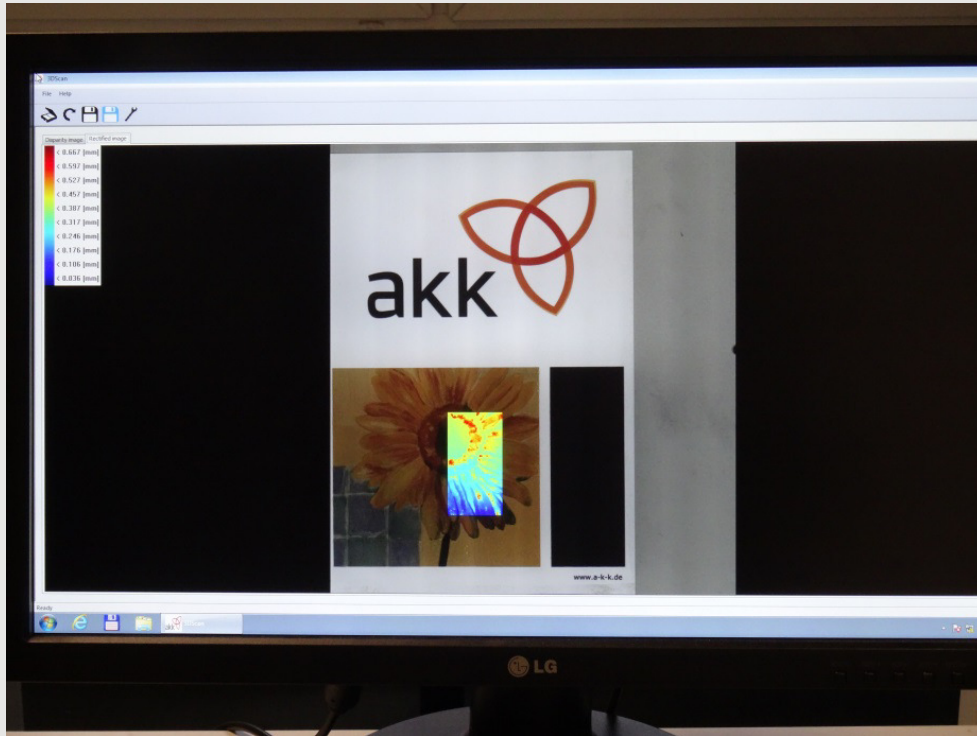 3DScan
File Help
Disparity image Rectified image
< 0.667 [mm]
< 0.597 [mm]
< 0.527 [mm]
< 0.457 [mm]
< 0.387 [mm]
< 0.317 [mm]
< 0.246 [mm]
< 0.176 [mm]
< 0.106 [mm]
< 0.036 [mm]
akk
www.a-k-k.de
Ready
akk 3DScan
LG